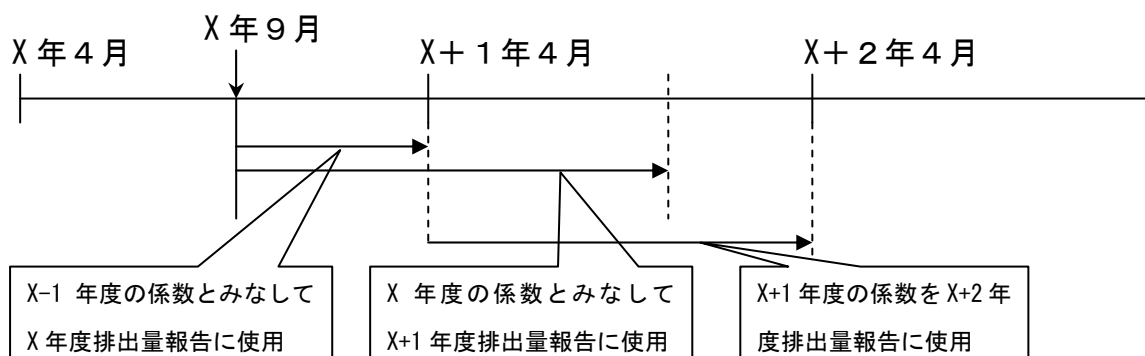 X年4月
X年9月
X+1年4月
X+2年4月
X-1 年度の係数とみなして
X 年度排出量報告に使用
X 年度の係数とみなして
X+1 年度排出量報告に使用
X+1 年度の係数を X+2 年
度排出量報告に使用